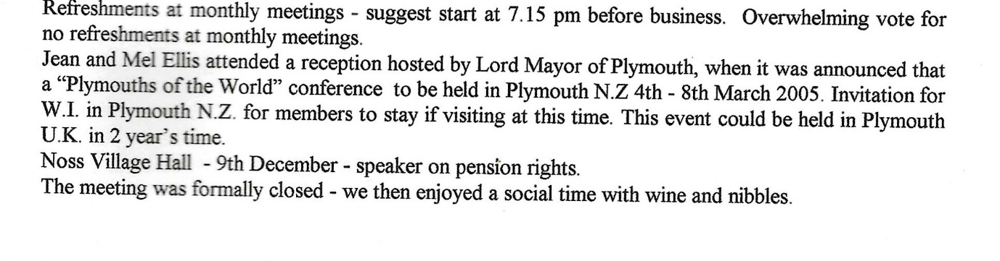 Refreshments at monthly meetings - suggest start at 7.15 pm before business.  Overwhelming vote for
no refreshments at monthly meetings.
Jean and Mel Ellis attended a reception hosted by Lord Mayor of Plymouth, when it was announced that
a “Plymouths of the World” conference  to be held in Plymouth N.Z 4th - 8th March 2005. Invitation for
W.I. in Plymouth N.Z. for members to stay if visiting at this time. This event could be held in Plymouth
U.K. in 2 year’s time.
Noss Village Hall  - 9th December - speaker on pension rights.
The meeting was formally closed - we then enjoyed a social time with wine and nibbles.